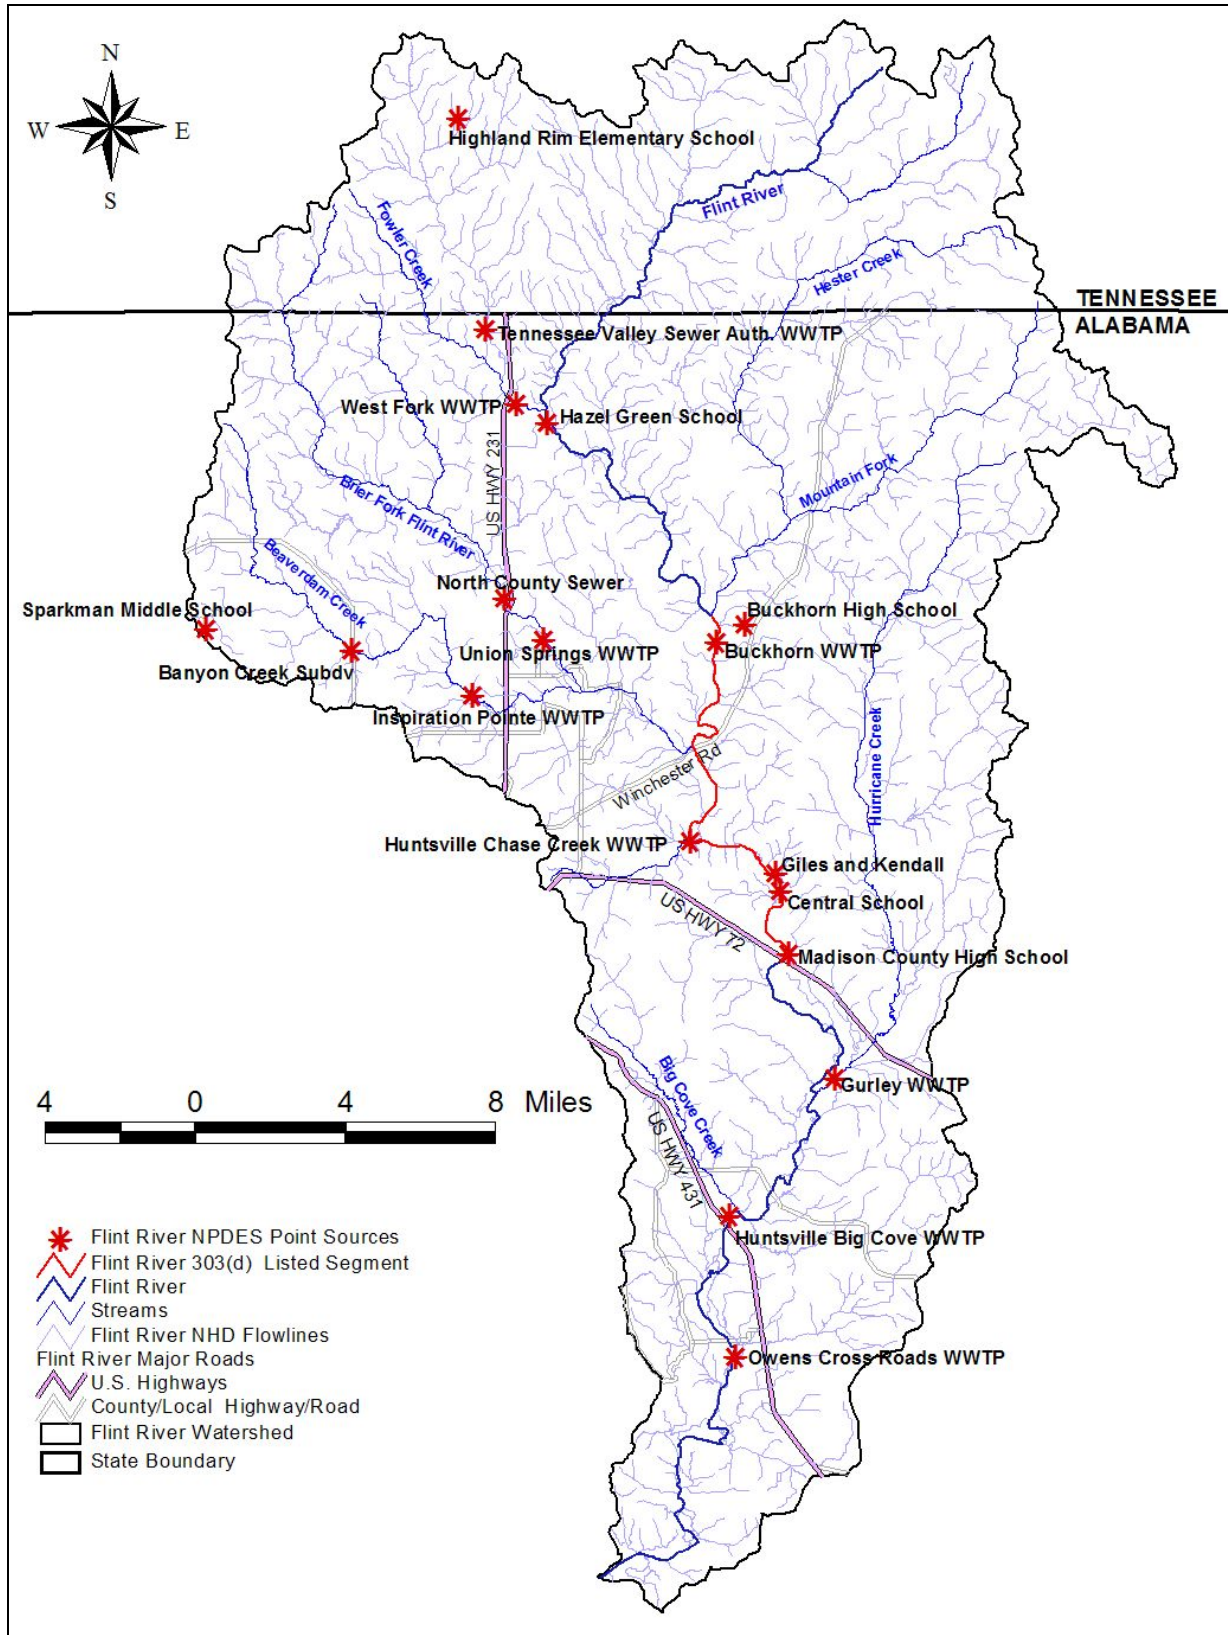 N
W E
S
Highland Rim Elementary School
Flint River
Fowler Creek
Hester Creek
TENNESSEE
ALABAMA
Tennessee Valley Sewer Auth. WWTP
West Fork WWTP
Hazel Green School
US HWY 231
Mountain Fork
Brier Fork Flint River
Beaverdam Creek
North County Sewer
Sparkman Middle School
Buckhorn High School
Union Springs WWTP
Buckhorn WWTP
Banyon Creek Subdv
Inspiration Pointe WWTP
Winchester Rd
Hurricane Creek
Huntsville Chase Creek WWTP
Giles and Kendall
Central School
US HWY 72
Madison County High School
Big Cove Creek
Gurley WWTP
4 0 4 8 Miles
US HWY 431
Huntsville Big Cove WWTP
Owens Cross Roads WWTP
Flint River NPDES Point Sources
Flint River 303(d) Listed Segment
Flint River
Streams
Flint River NHD Flowlines
Flint River Major Roads
U.S. Highways
County/Local Highway/Road
Flint River Watershed
State Boundary